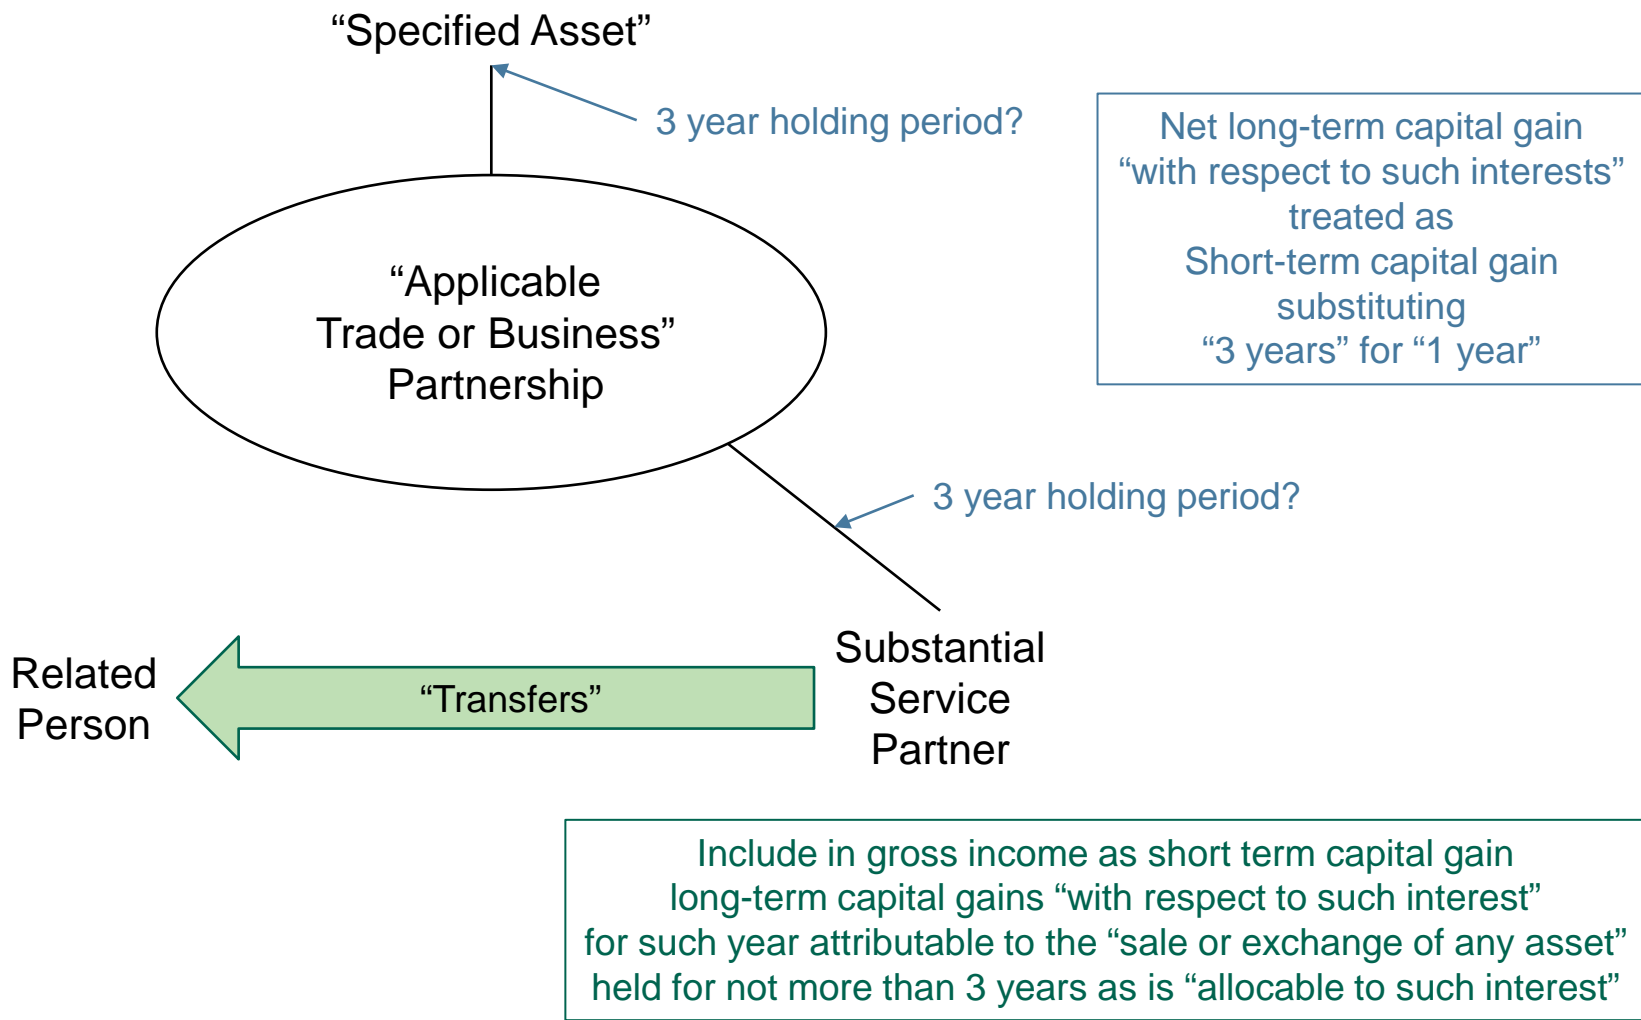 “Specified Asset”
3 year holding period?
Net long-term capital gain
“with respect to such interests”
treated as
Short-term capital gain
substituting
“3 years” for “1 year”
“Applicable
Trade or Business”
Partnership
3 year holding period?
Related
Person
“Transfers”
Substantial
Service
Partner
Include in gross income as short term capital gain
long-term capital gains “with respect to such interest”
for such year attributable to the “sale or exchange of any asset”
held for not more than 3 years as is “allocable to such interest”